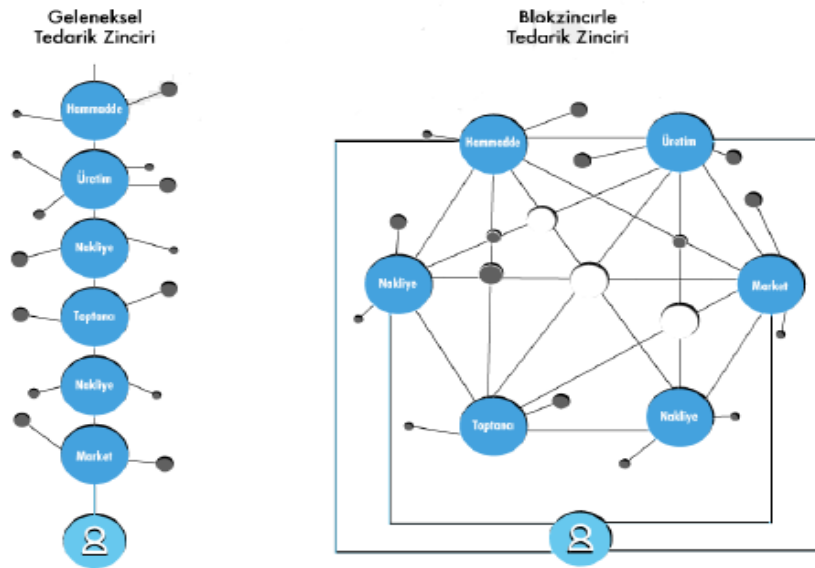 Geleneksel
Tedarik Zinciri
Hammadde
Üretim
Nakliye
Toptancı
Nakliye
Market
Blokzincirle
Tedarik Zinciri
Hammadde
Üretim
Nakliye
Market
Toptancı
Nakliye